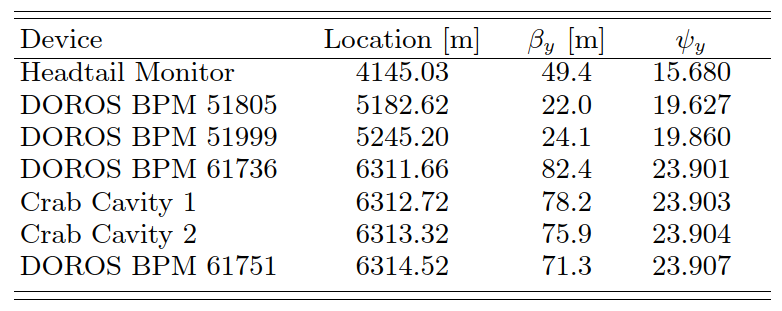 Device Location [m] βy [m] ψy
Headtail Monitor 4145.03 49.4 15.680
DOROS BPM 51805 5182.62 22.0 19.627
DOROS BPM 51999 5245.20 24.1 19.860
DOROS BPM 61736 6311.66 82.4 23.901
Crab Cavity 1 6312.72 78.2 23.903
Crab Cavity 2 6313.32 75.9 23.904
DOROS BPM 61751 6314.52 71.3 23.907